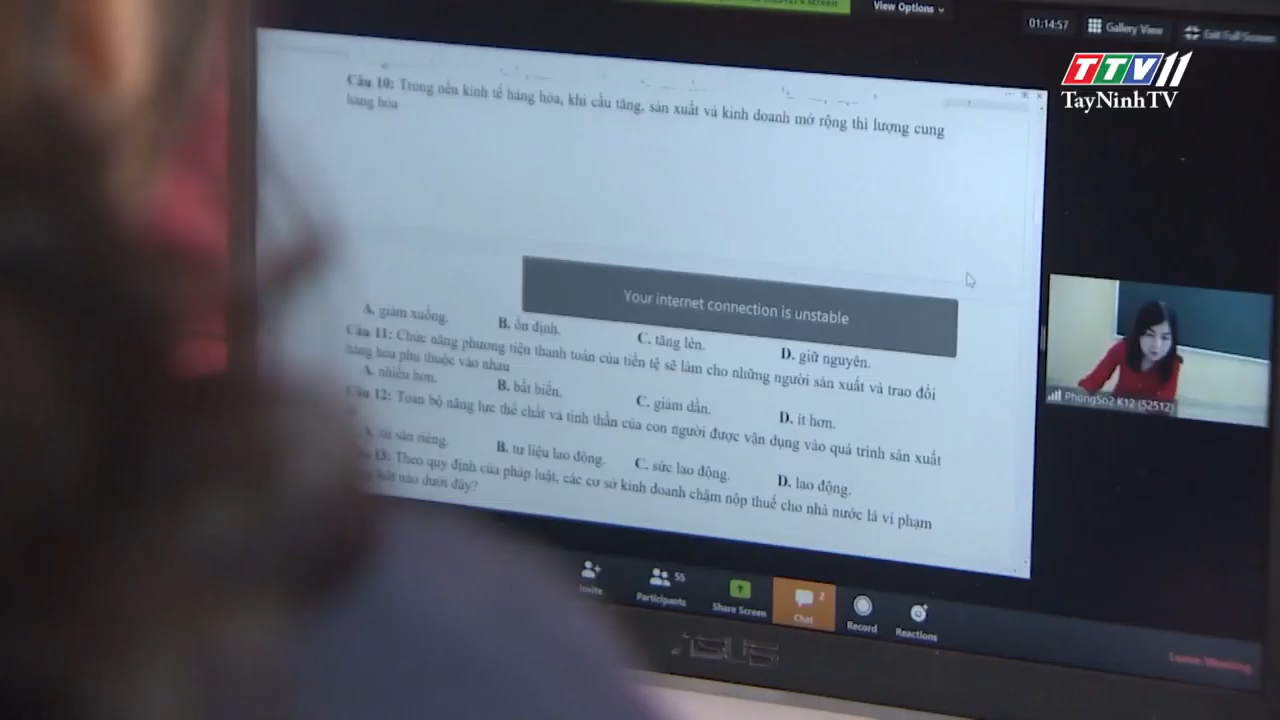 View Options
01:14:57
Gallery View
Exit Full Screen
TTV11
TayNinhTV
Câu 10: Trong nền kinh tế hàng hóa, khi cầu tăng, sản xuất và kinh doanh mở rộng thì lượng cung
hàng hóa
Your internet connection is unstable
A. giảm xuống. B. ổn định. C. tăng lên. D. giữ nguyên.
Câu 11: Chức năng phương tiện thanh toán của tiền tệ sẽ làm cho những người sản xuất và trao đổi
hàng hóa phụ thuộc vào nhau
A. nhiều hơn. B. bất biến. C. giảm dần. D. ít hơn.
Câu 12: Toàn bộ năng lực thể chất và tinh thần của con người được vận dụng vào quá trình sản xuất
tài sản riêng. B. tư liệu lao động. C. sức lao động. D. lao động.
13: Theo quy định của pháp luật, các cơ sở kinh doanh chậm nộp thuế cho nhà nước là vi phạm
nào dưới đây?
PhongSo2 K12 (52512)
Invite
Participants 55
Share Screen
Chat 2
Record
Reactions
Leave Meeting
ASUS